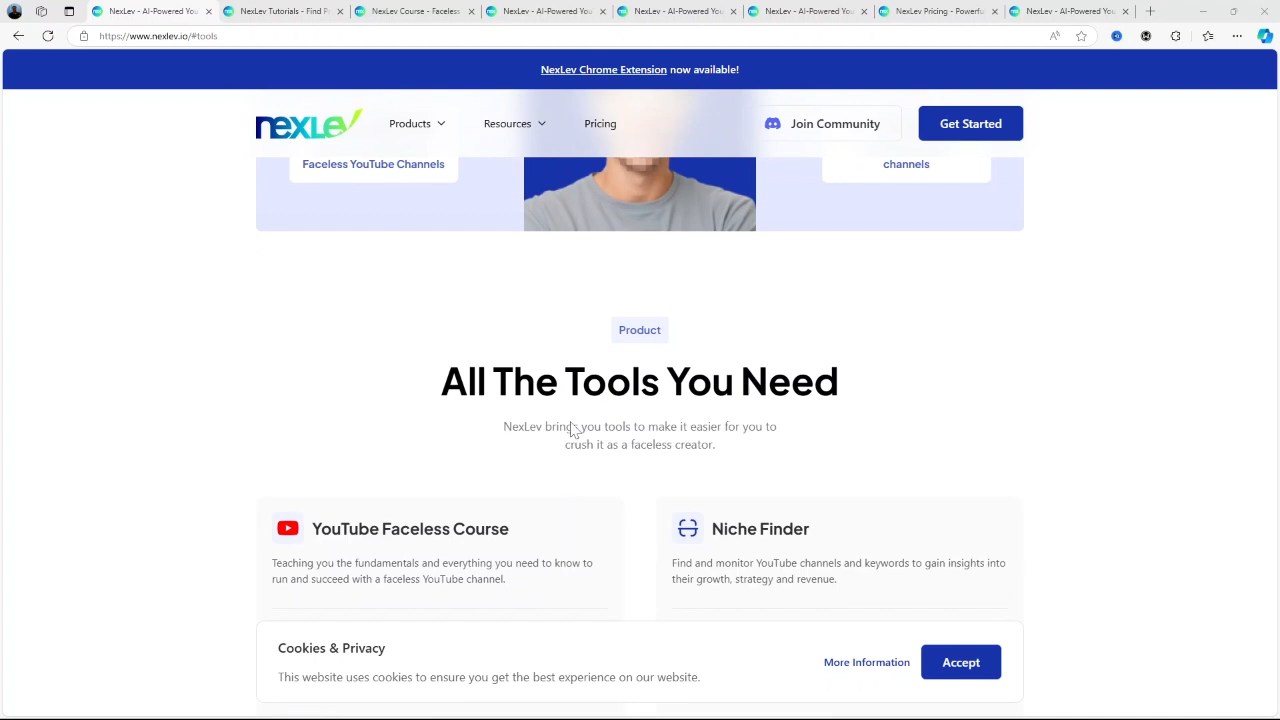 NexLev - AI-Powered You
NexLev Tutorials - Find P
NexLev Course - Faceless
NexLev - AI-Powered You
NexLev - AI-Powered You
NexLev - AI-Powered You
NexLev Pricing - Powerfu
NexLev - AI-Powered You
https://www.nexlev.io/#tools
NexLev Chrome Extension now available!
nexLev
Products
Resources
Pricing
Join Community
Get Started
Faceless YouTube Channels
channels
Product
All The Tools You Need
NexLev brings you tools to make it easier for you to
crush it as a faceless creator.
YouTube Faceless Course
Teaching you the fundamentals and everything you need to know to
run and succeed with a faceless YouTube channel.
Niche Finder
Find and monitor YouTube channels and keywords to gain insights into
their growth, strategy and revenue.
Cookies & Privacy
This website uses cookies to ensure you get the best experience on our website.
More Information
Accept